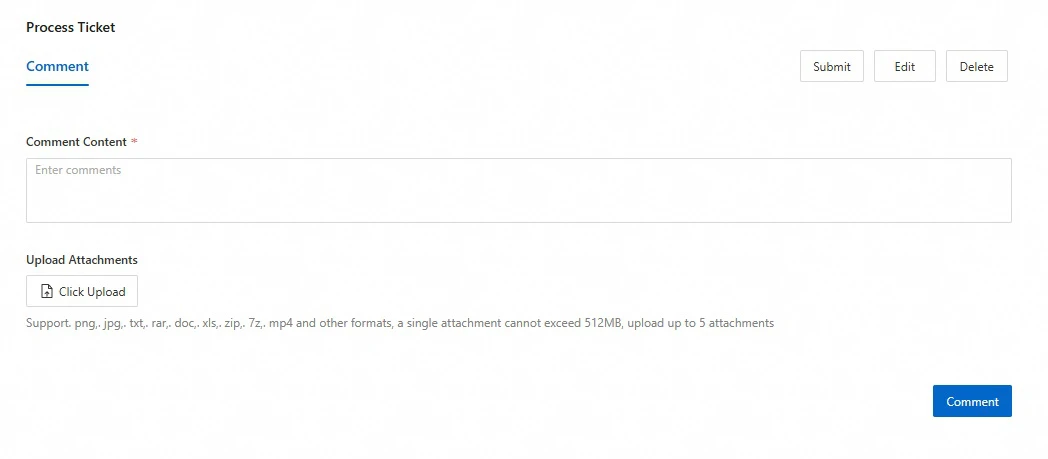 Process Ticket
Comment
Submit Edit Delete
Comment Content *
Enter comments
Upload Attachments
Click Upload
Support. png,. jpg,. txt,. rar,. doc,. xls,. zip,. 7z,. mp4 and other formats, a single attachment cannot exceed 512MB, upload up to 5 attachments
Comment